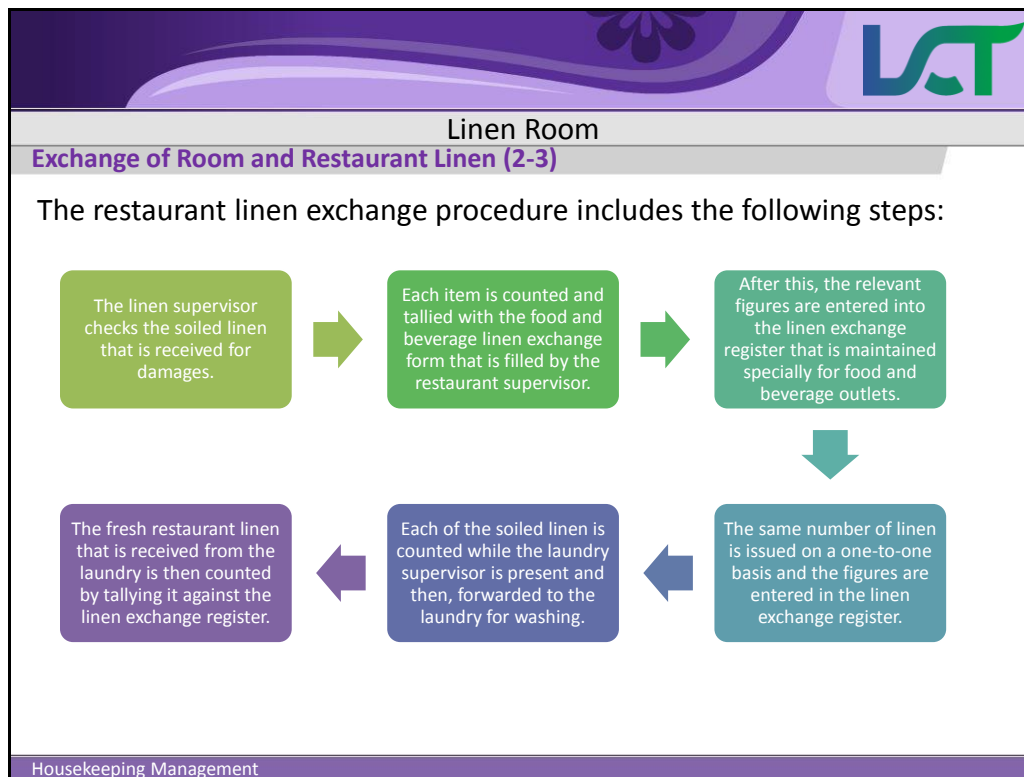 LCT
Linen Room
Exchange of Room and Restaurant Linen (2-3)
The restaurant linen exchange procedure includes the following steps:
The linen supervisor
checks the soiled linen
that is received for
damages.
Each item is counted and
tallied with the food and
beverage linen exchange
form that is filled by the
restaurant supervisor.
After this, the relevant
figures are entered into
the linen exchange
register that is maintained
specially for food and
beverage outlets.
The same number of linen
is issued on a one-to-one
basis and the figures are
entered in the linen
exchange register.
Each of the soiled linen is
counted while the laundry
supervisor is present and
then, forwarded to the
laundry for washing.
The fresh restaurant linen
that is received from the
laundry is then counted
by tallying it against the
linen exchange register.
Housekeeping Management